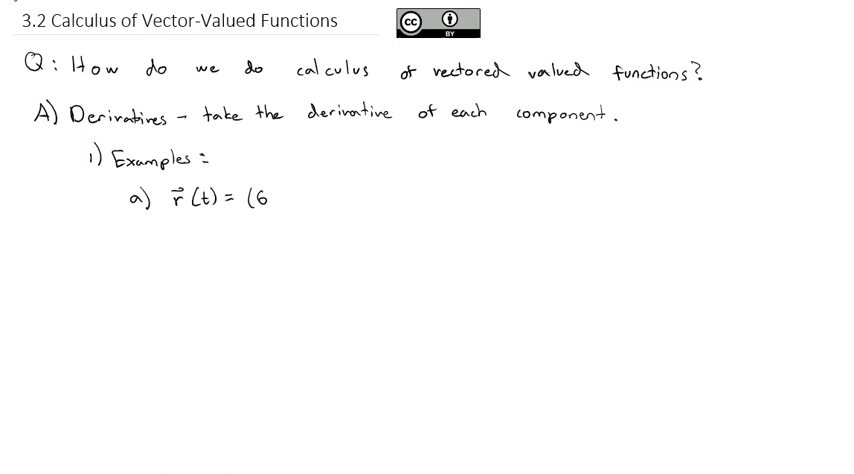 3.2 Calculus of Vector-Valued Functions
cc BY
Q: How do we do calculus of vectored valued functions?
A) Derivatives - take the derivative of each component.
i) Examples:
a) r⃗(t) = (6